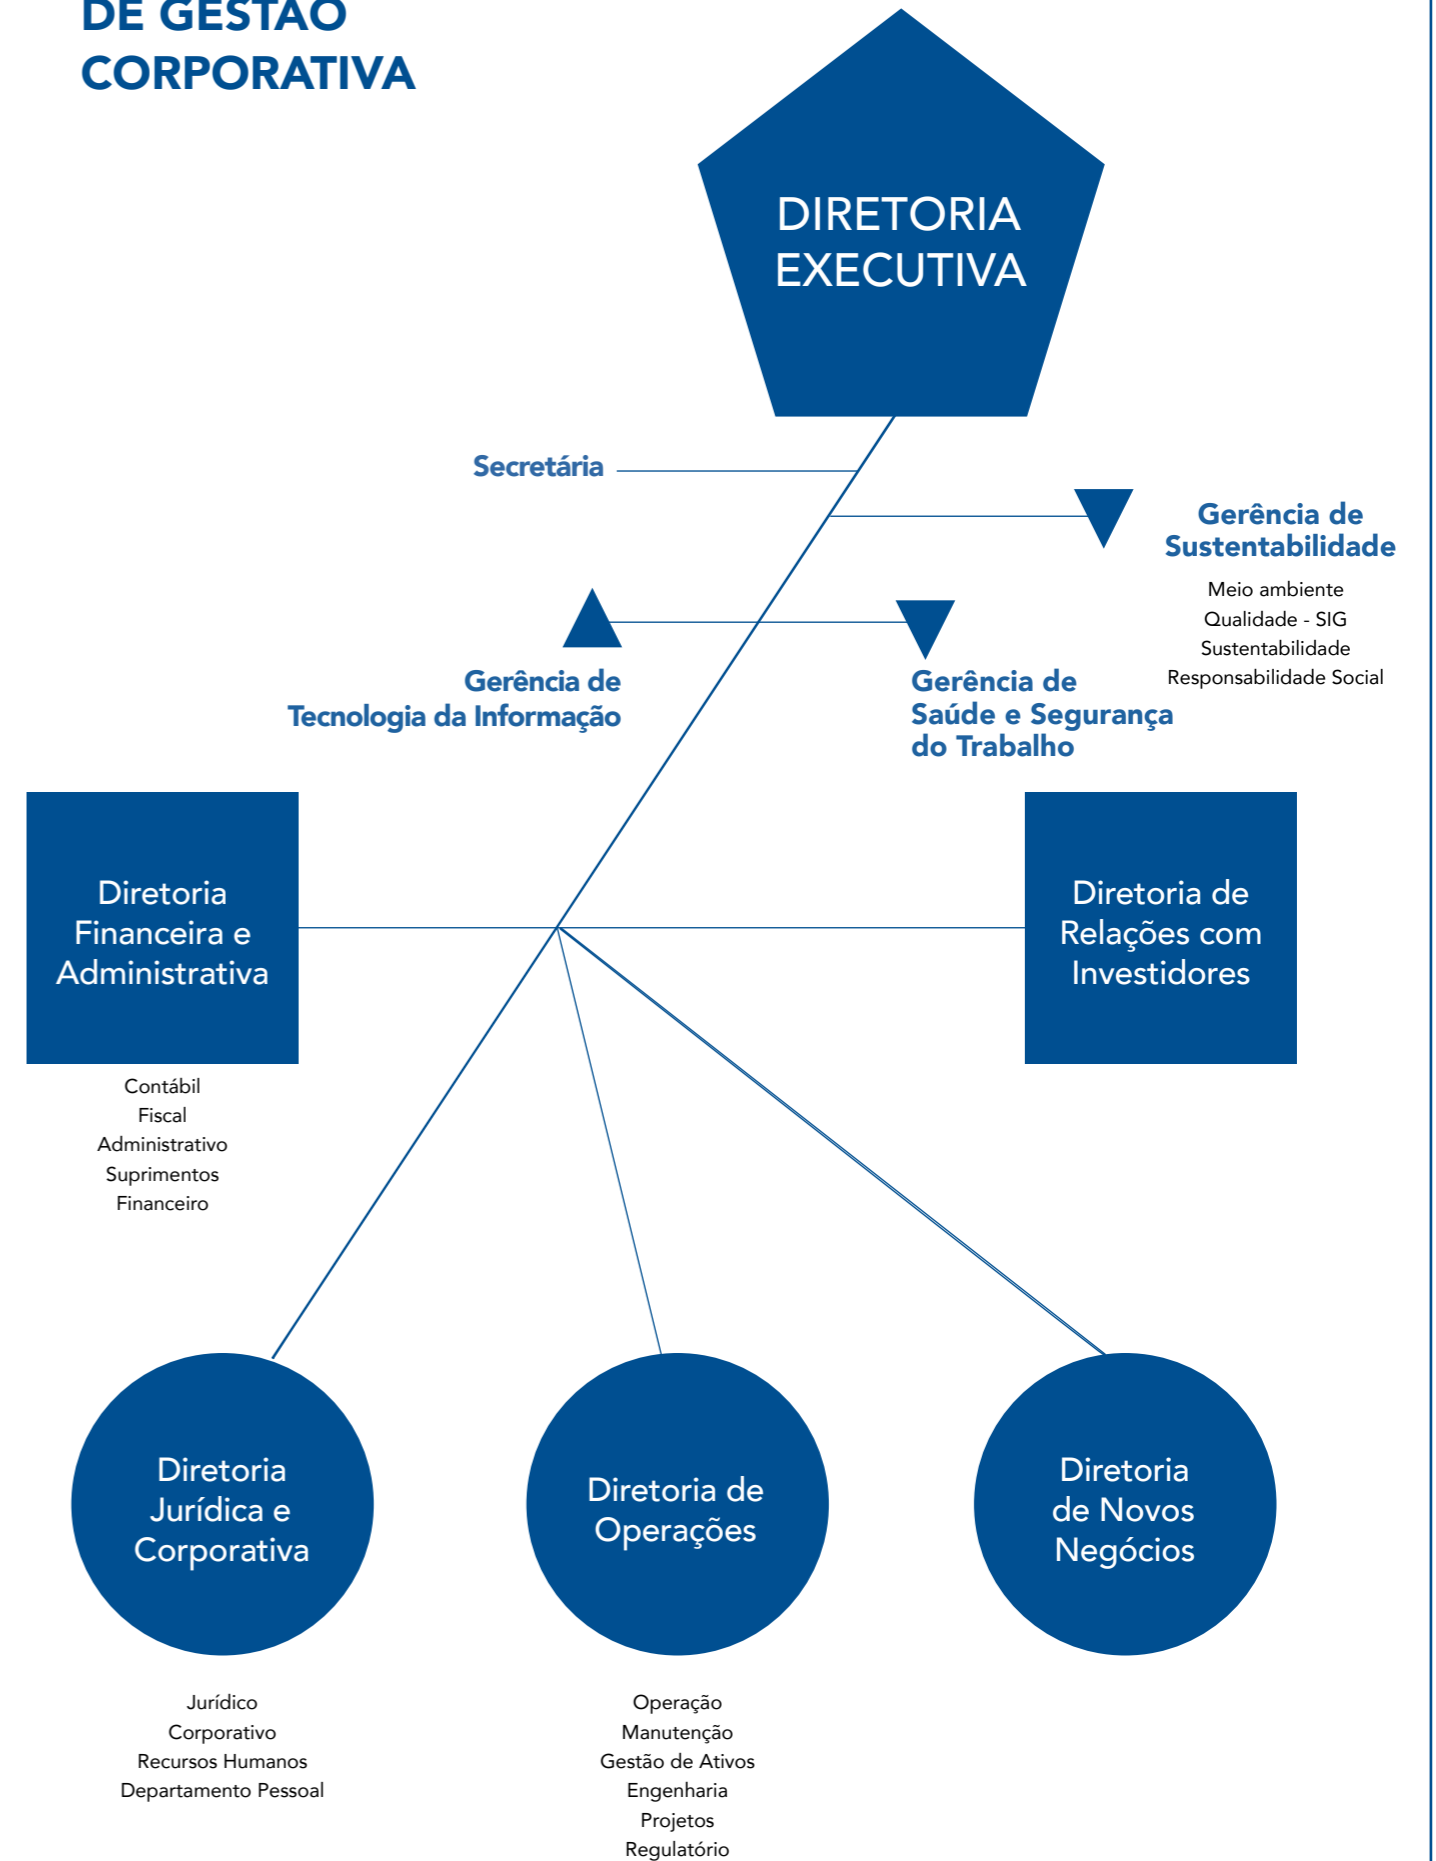 DE GESTÃO
CORPORATIVA
DIRETORIA
EXECUTIVA
Secretária
Gerência de
Sustentabilidade
Meio ambiente
Qualidade - SIG
Sustentabilidade
Responsabilidade Social
Gerência de
Tecnologia da Informação
Gerência de
Saúde e Segurança
do Trabalho
Diretoria
Financeira e
Administrativa
Contábil
Fiscal
Administrativo
Suprimentos
Financeiro
Diretoria de
Relações com
Investidores
Diretoria
Jurídica e
Corporativa
Jurídico
Corporativo
Recursos Humanos
Departamento Pessoal
Diretoria de
Operações
Operação
Manutenção
Gestão de Ativos
Engenharia
Projetos
Regulatório
Diretoria
de Novos
Negócios